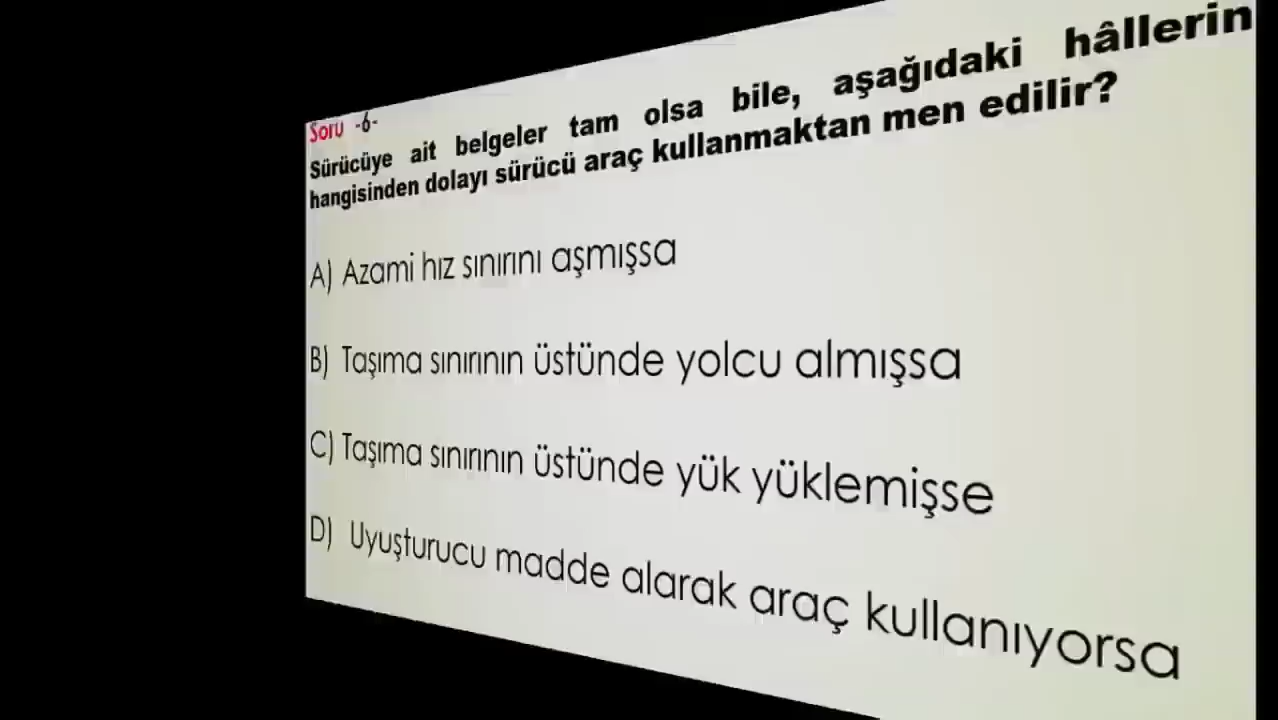 Soru -6-
Sürücüye ait belgeler tam olsa bile, aşağıdaki hâllerin
hangisinden dolayı sürücü araç kullanmaktan men edilir?
A) Azami hız sınırını aşmışsa
B) Taşıma sınırının üstünde yolcu almışsa
C) Taşıma sınırının üstünde yük yüklemişse
D) Uyuşturucu madde alarak araç kullanıyorsa